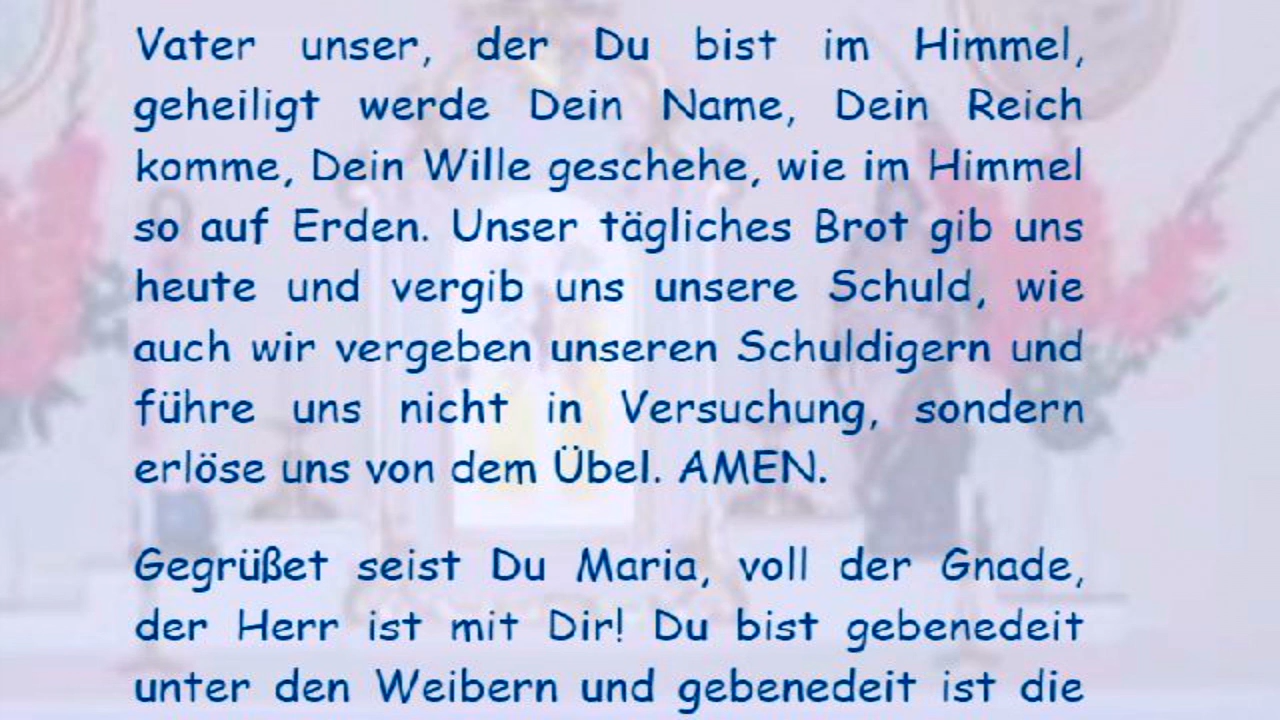 Vater unser, der Du bist im Himmel,
geheiligt werde Dein Name, Dein Reich
komme, Dein Wille geschehe, wie im Himmel
so auf Erden. Unser tägliches Brot gib uns
heute und vergib uns unsere Schuld, wie
auch wir vergeben unseren Schuldigern und
führe uns nicht in Versuchung, sondern
erlöse uns von dem Übel. AMEN.
Gegrüßet seist Du Maria, voll der Gnade,
der Herr ist mit Dir! Du bist gebenedeit
unter den Weibern und gebenedeit ist die